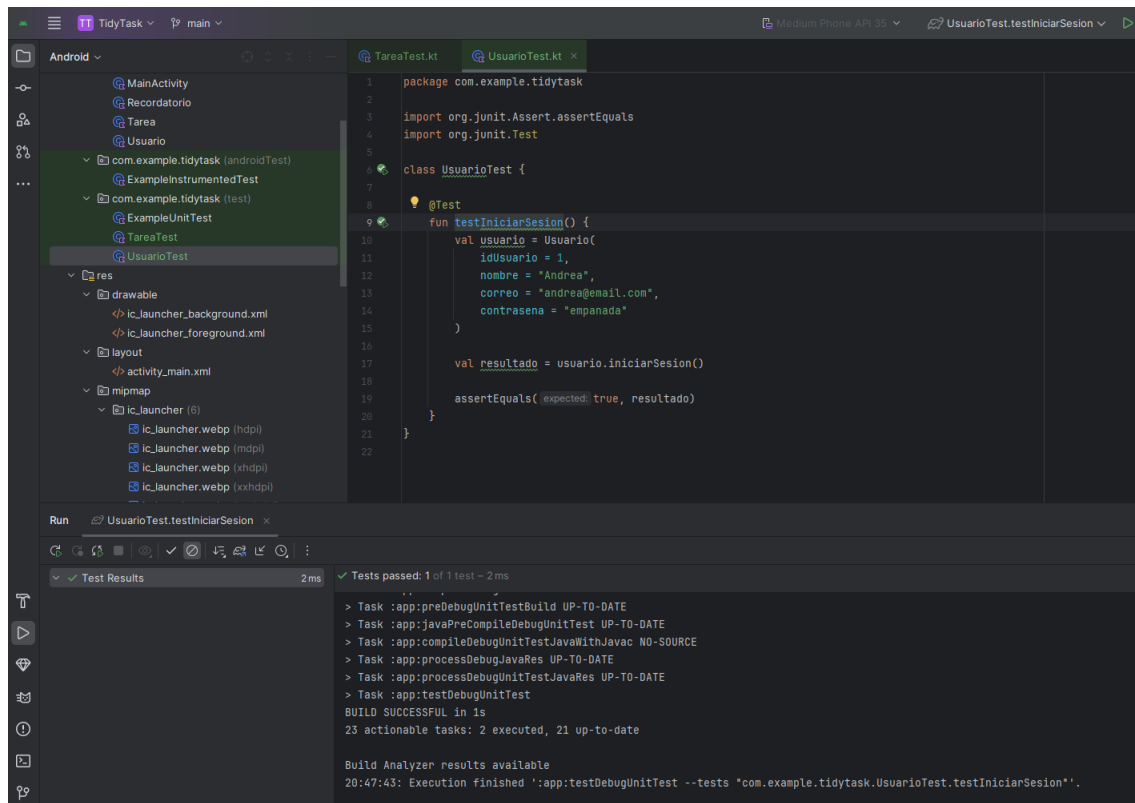 TT TidyTask main Medium Phone API 35 UsuarioTest.testIniciarSesion
Android
MainActivity
Recordatorio
Tarea
Usuario
com.example.tidytask (androidTest)
ExampleInstrumentedTest
com.example.tidytask (test)
ExampleUnitTest
TareaTest
UsuarioTest
res
drawable
ic_launcher_background.xml
ic_launcher_foreground.xml
layout
activity_main.xml
mipmap
ic_launcher (6)
ic_launcher.webp (hdpi)
ic_launcher.webp (mdpi)
ic_launcher.webp (xhdpi)
ic_launcher.webp (xxhdpi)
TareaTest.kt UsuarioTest.kt
1 package com.example.tidytask
2
3 import org.junit.Assert.assertEquals
4 import org.junit.Test
5
6 class UsuarioTest {
7
8 @Test
9 fun testIniciarSesion() {
10 val usuario = Usuario(
11 idUsuario = 1,
12 nombre = "Andrea",
13 correo = "andrea@email.com",
14 contrasena = "empanada"
15 )
16
17 val resultado = usuario.iniciarSesion()
18
19 assertEquals( expected: true, resultado)
20 }
21 }
22
Run UsuarioTest.testIniciarSesion
Test Results 2 ms
Tests passed: 1 of 1 test – 2 ms
> Task :app:preDebugUnitTestBuild UP-TO-DATE
> Task :app:javaPreCompileDebugUnitTest UP-TO-DATE
> Task :app:compileDebugUnitTestJavaWithJavac NO-SOURCE
> Task :app:processDebugJavaRes UP-TO-DATE
> Task :app:processDebugUnitTestJavaRes UP-TO-DATE
> Task :app:testDebugUnitTest
BUILD SUCCESSFUL in 1s
23 actionable tasks: 2 executed, 21 up-to-date
Build Analyzer results available
20:47:43: Execution finished ':app:testDebugUnitTest --tests "com.example.tidytask.UsuarioTest.testIniciarSesion"'.